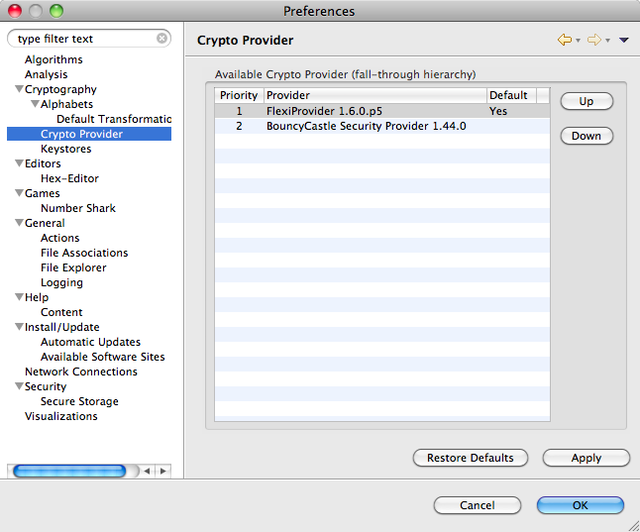 Preferences
type filter text
Crypto Provider
Algorithms
Analysis
Cryptography
Alphabets
Default Transformatio
Crypto Provider
Keystores
Editors
Hex-Editor
Games
Number Shark
General
Actions
File Associations
File Explorer
Logging
Help
Content
Install/Update
Automatic Updates
Available Software Sites
Network Connections
Security
Secure Storage
Visualizations
Available Crypto Provider (fall-through hierarchy)
Priority Provider Default
1 FlexiProvider 1.6.0.p5 Yes
2 BouncyCastle Security Provider 1.44.0
Up
Down
Restore Defaults Apply
Cancel OK